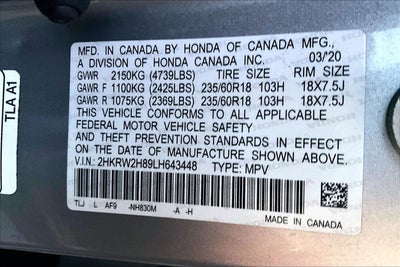 MFD. IN CANADA BY HONDA OF CANADA MFG.,
A DIVISION OF HONDA CANADA INC. 03/'20
GVWR 2150KG (4739LBS) TIRE SIZE RIM SIZE
GAWR F 1100KG (2425LBS) 235/60R18 103H 18X7.5J
GAWR R 1075KG (2369LBS) 235/60R18 103H 18X7.5J
THIS VEHICLE CONFORMS TO ALL APPLICABLE
FEDERAL MOTOR VEHICLE SAFETY
AND THEFT PREVENTION STANDARDS IN EFFECT
ON THE DATE OF MANUFACTURE SHOWN ABOVE.
V.I.N.: 2HKRW2H89LH643448 TYPE: MPV
TLJ L AF9 -NH830M -A -H
MADE IN CANADA
TLA A1